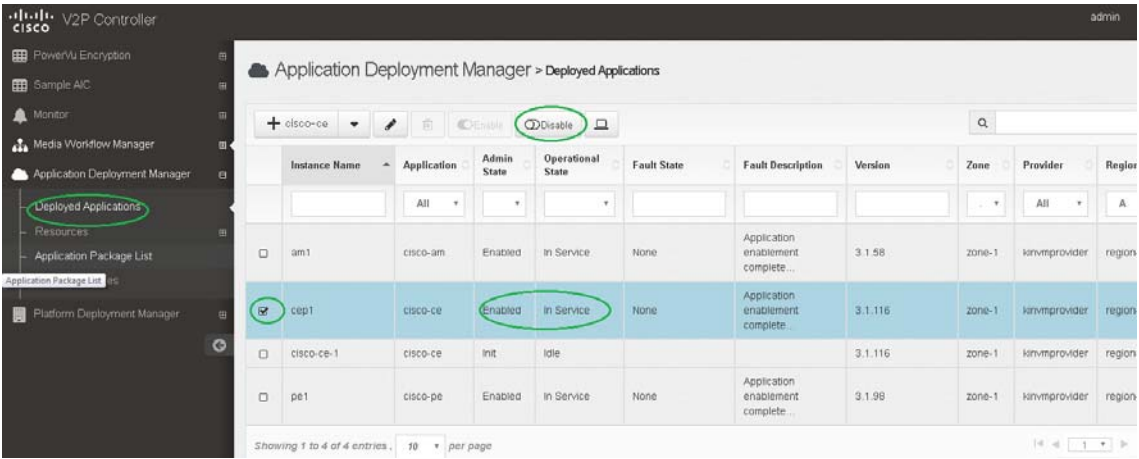 CISCO V2P Controller
admin
PowerVu Encryption
Sample AIC
Monitor
Media Workflow Manager
Application Deployment Manager
Deployed Applications
Resources
Application Package List
Application Package List
Platform Deployment Manager
Application Deployment Manager > Deployed Applications
cisco-ce Enable Disable
Instance Name Application Admin State Operational State Fault State Fault Description Version Zone Provider Region
All All A
am1 cisco-am Enabled In Service None Application enablement complete... 3.1.58 zone-1 kinvmprovider region
cep1 cisco-ce Enabled In Service None Application enablement complete... 3.1.116 zone-1 kinvmprovider region
cisco-ce-1 cisco-ce Init Idle 3.1.116 zone-1 kinvmprovider region
pe1 cisco-pe Enabled In Service None Application enablement complete... 3.1.98 zone-1 kinvmprovider region
Showing 1 to 4 of 4 entries . 10 per page
1